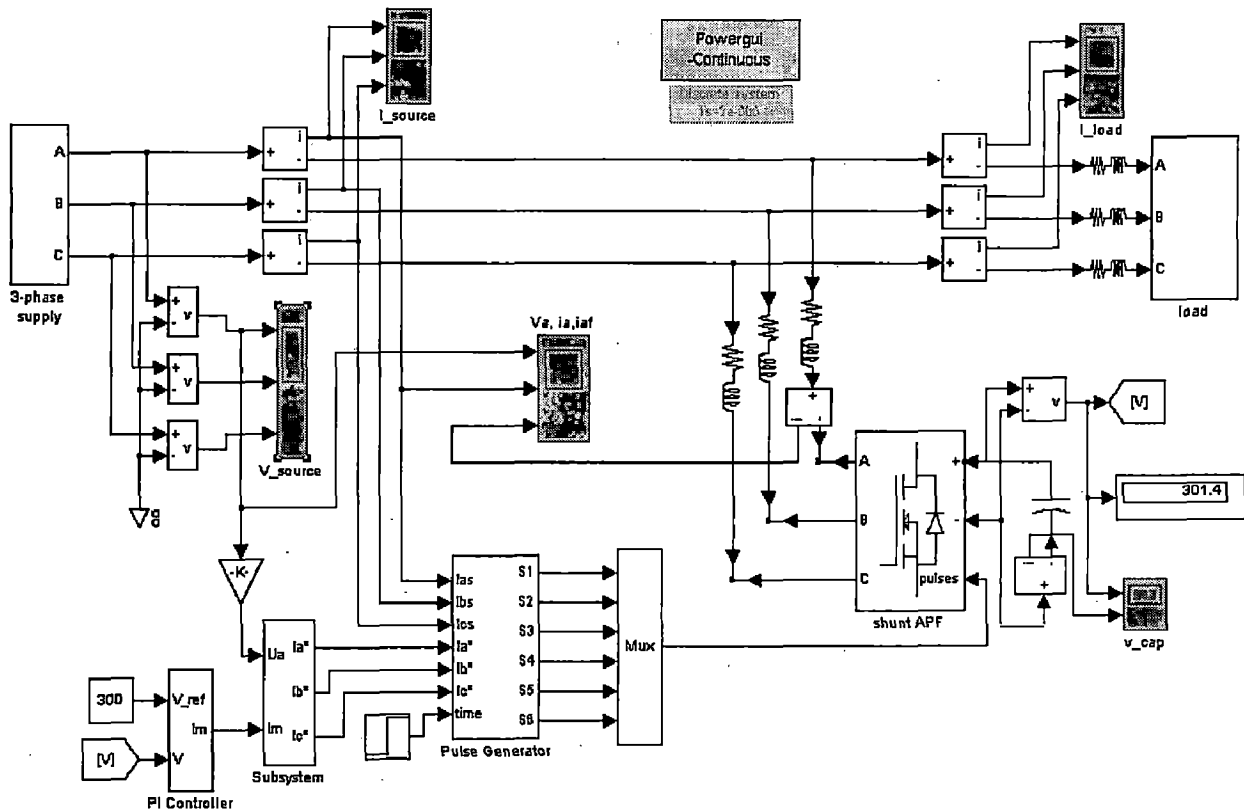 Powergui
-Continuous
I_source
I_load
A
B
C
3-phase
supply
+
i
-
+
i
-
+
i
-
+
i
-
+
i
-
+
i
-
A
B
C
load
+
-
v
+
-
v
+
-
v
V_source
Va, ia,iaf
+
-
A
B
C
+
-
pulses
shunt APF
+
-
v
[V]
301.4
+
v_cap
-K-
Ias
Ibs
Ics
Ia*
Ib*
Ic*
time
S1
S2
S3
S4
S5
S6
Pulse Generator
Mux
Ua
Im
Ia*
Ib*
Ic*
Subsystem
300
[V]
V_ref
V
Im
PI Controller